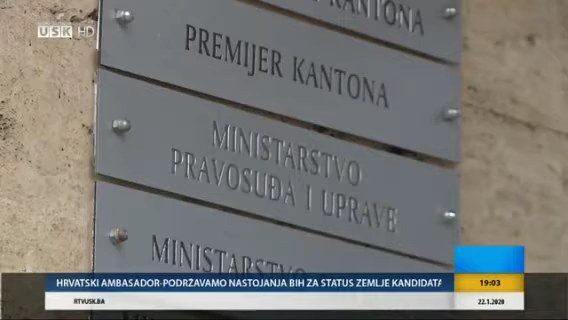 USK HD
KANTONA
PREMIJER KANTONA
MINISTARSTVO
PRAVOSUĐA I UPRAVE
MINISTARSTVO
HRVATSKI AMBASADOR-PODRŽAVAMO NASTOJANJA BIH ZA STATUS ZEMLJE KANDIDATA
19:03
RTVUSK.BA
22.1.2020